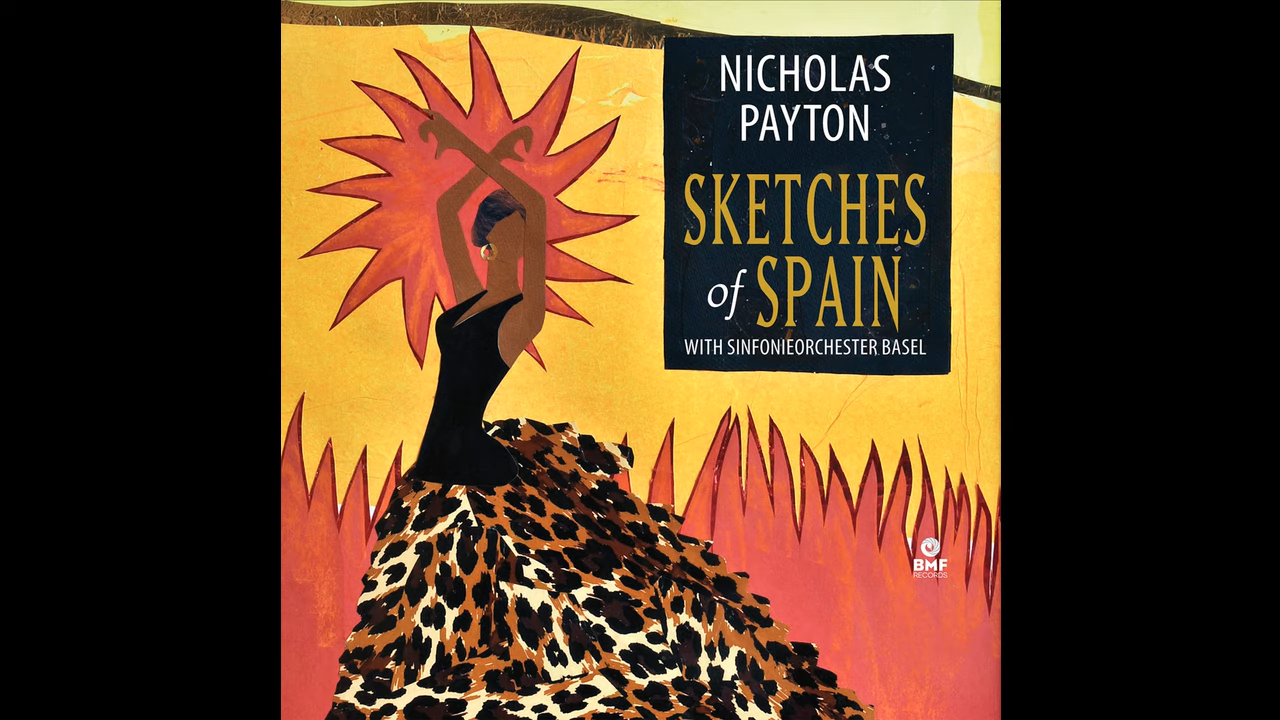 NICHOLAS
PAYTON
SKETCHES
of SPAIN
WITH SINFONIEORCHESTER BASEL
BMF
RECORDS